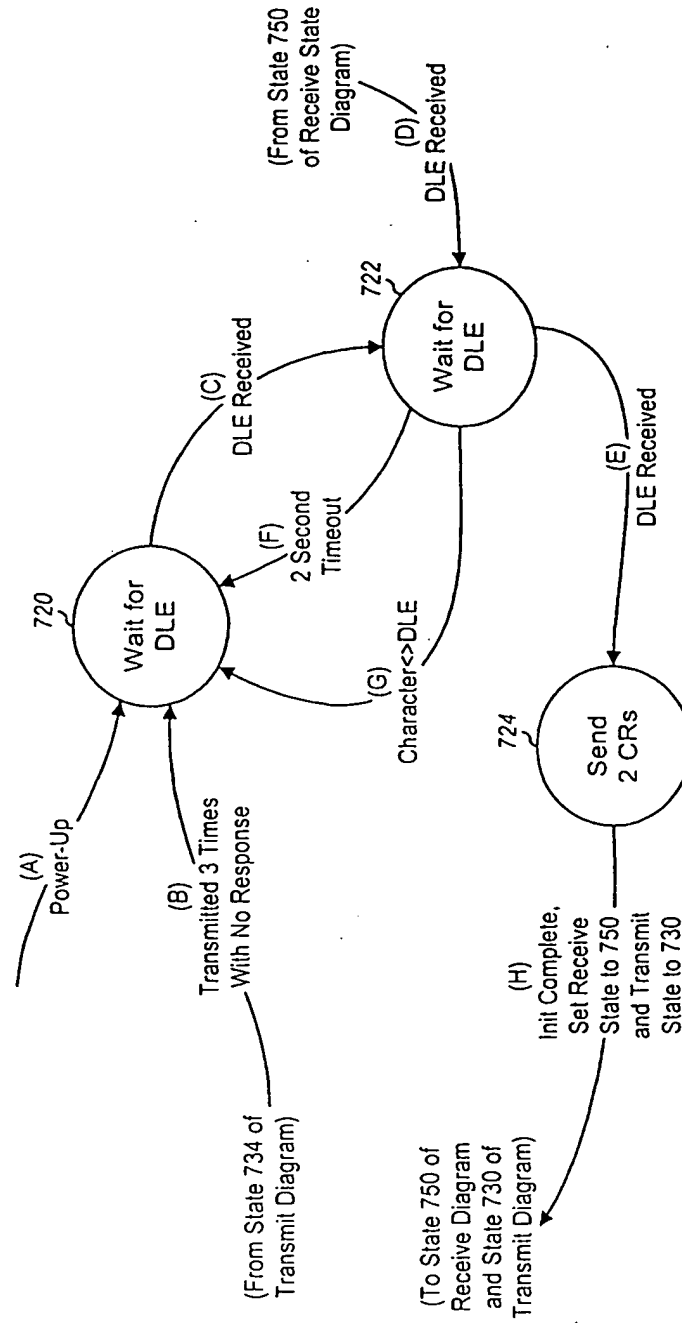 (A)
Power-Up
(B)
Transmitted 3 Times
With No Response
(From State 734 of
Transmit Diagram)
720
Wait for
DLE
(C)
DLE Received
(F)
2 Second
Timeout
(G)
Character<>DLE
722
Wait for
DLE
(From State 750
of Receive State
Diagram)
(D)
DLE Received
(E)
DLE Received
724
Send
2 CRs
(H)
Init Complete,
Set Receive
State to 750
and Transmit
State to 730
(To State 750 of
Receive Diagram
and State 730 of
Transmit Diagram)